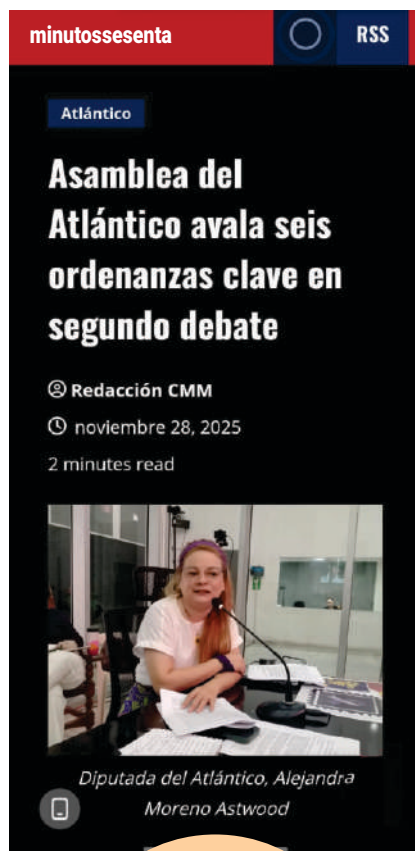 minutossesenta
RSS
Atlántico
Asamblea del
Atlántico avala seis
ordenanzas clave en
segundo debate
Redacción CMM
noviembre 28, 2025
2 minutes read
Diputada del Atlántico, Alejandra
Moreno Astwood